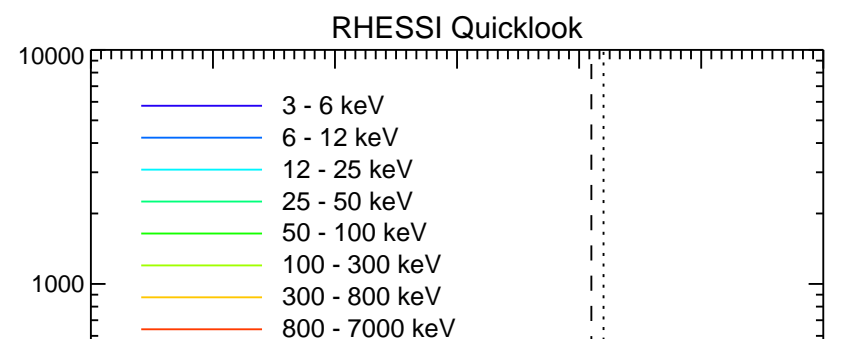 RHESSI Quicklook
10000
3 - 6 keV
6 - 12 keV
12 - 25 keV
25 - 50 keV
50 - 100 keV
100 - 300 keV
1000
300 - 800 keV
800 - 7000 keV